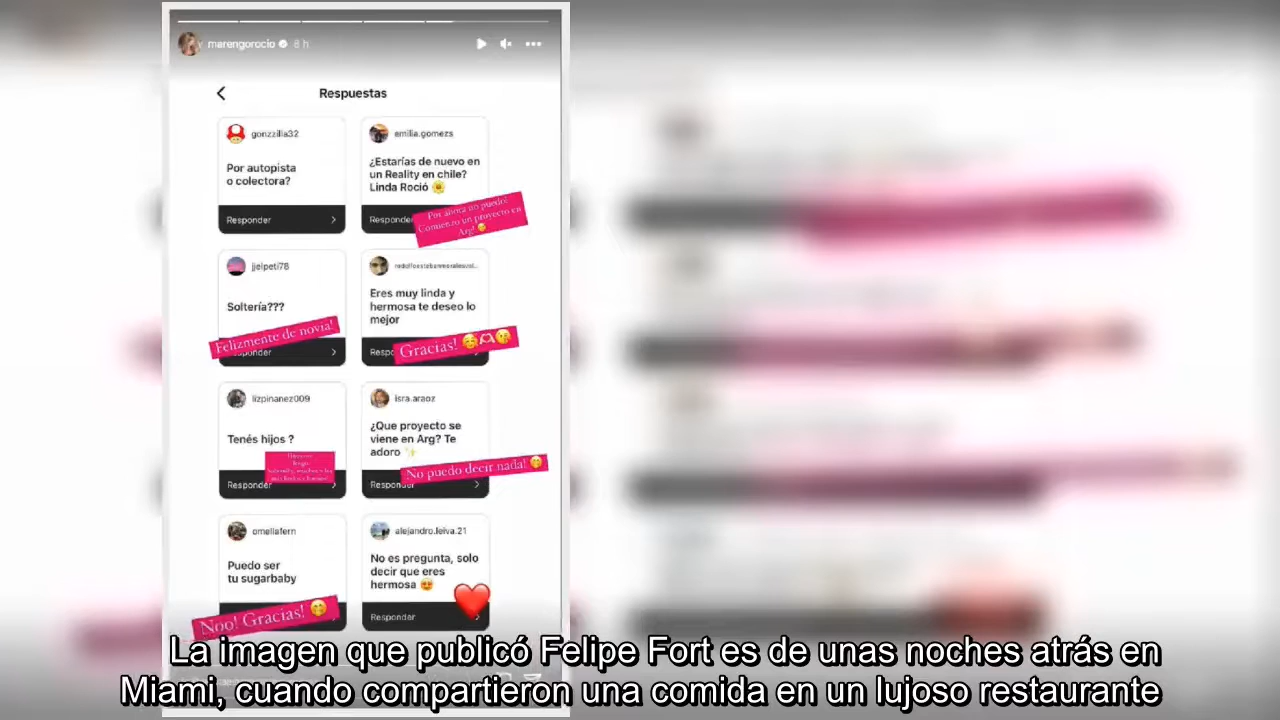 marengorocio 8 h
Respuestas
gonzzilla32
Por autopista
o colectora?
Responder
emilia.gomezs
¿Estarías de nuevo en
un Reality en chile?
Linda Roció 🌼
Por ahora no puedo!
Comienzo un proyecto en
Arg! 🥰
jjelpeti78
Soltería???
Felizmente de novia!
Eres muy linda y
hermosa te deseo lo
mejor
Gracias! 🥰🫶😘
lizpinanez009
Tenés hijos ?
Responder
isra.araoz
¿Que proyecto se
viene en Arg? Te
adoro ✨
No puedo decir nada! 🤭
Responder
omeliafern
Puedo ser
tu sugarbaby
Noo! Gracias! 🤭
alejandro.leiva.21
No es pregunta, solo
decir que eres
hermosa 😍
Responder
La imagen que publicó Felipe Fort es de unas noches atrás en
Miami, cuando compartieron una comida en un lujoso restaurante